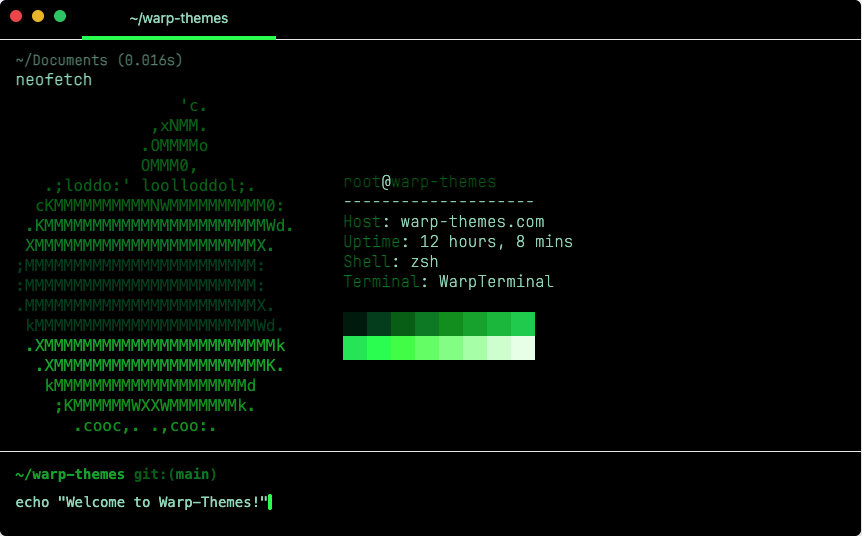 ~/warp-themes
~/Documents (0.016s)
neofetch
                 'c.
              ,xNMM.
             .OMMMMo
             OMMM0,
   .;loddo:' loolloddol;.
  cKMMMMMMMMMMNWMMMMMMMMMM0:
 .KMMMMMMMMMMMMMMMMMMMMMMMWd.
 XMMMMMMMMMMMMMMMMMMMMMMMX.
;MMMMMMMMMMMMMMMMMMMMMMMM:
:MMMMMMMMMMMMMMMMMMMMMMMM:
.MMMMMMMMMMMMMMMMMMMMMMMMX.
 kMMMMMMMMMMMMMMMMMMMMMMMMWd.
 .XMMMMMMMMMMMMMMMMMMMMMMMMMMk
  .XMMMMMMMMMMMMMMMMMMMMMMMMK.
   kMMMMMMMMMMMMMMMMMMMMMMd
    ;KMMMMMMMWXXWMMMMMMMk.
      .cooc,. .,coo:.
root@warp-themes
--------------------
Host: warp-themes.com
Uptime: 12 hours, 8 mins
Shell: zsh
Terminal: WarpTerminal
~/warp-themes git:(main)
echo "Welcome to Warp-Themes!"